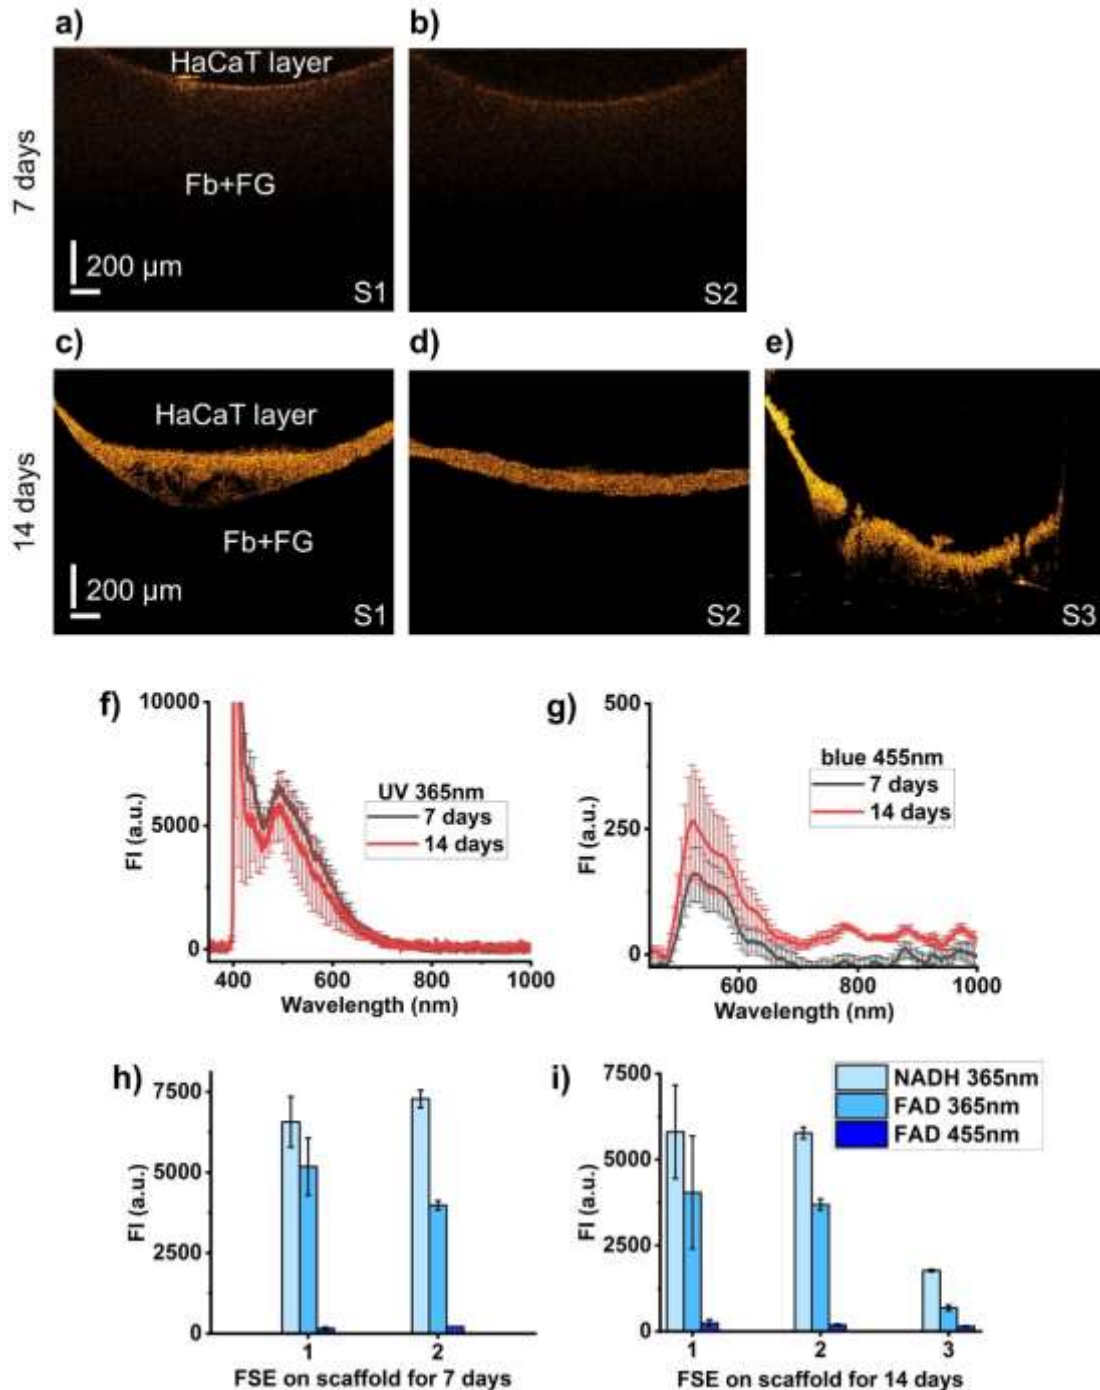 a)
b)
HaCaT layer
7 days
Fb+FG
200 µm
S1
S2
c)
d)
e)
HaCaT layer
14 days
Fb+FG
200 µm
S1
S2
S3
f)
10000
5000
0
FI (a.u.)
UV 365nm
7 days
14 days
400
600
800
1000
Wavelength (nm)
g)
500
250
0
FI (a.u.)
blue 455nm
7 days
14 days
600
800
1000
Wavelength (nm)
h)
7500
5000
2500
0
FI (a.u.)
1
2
FSE on scaffold for 7 days
i)
7500
5000
2500
0
FI (a.u.)
NADH 365nm
FAD 365nm
FAD 455nm
1
2
3
FSE on scaffold for 14 days